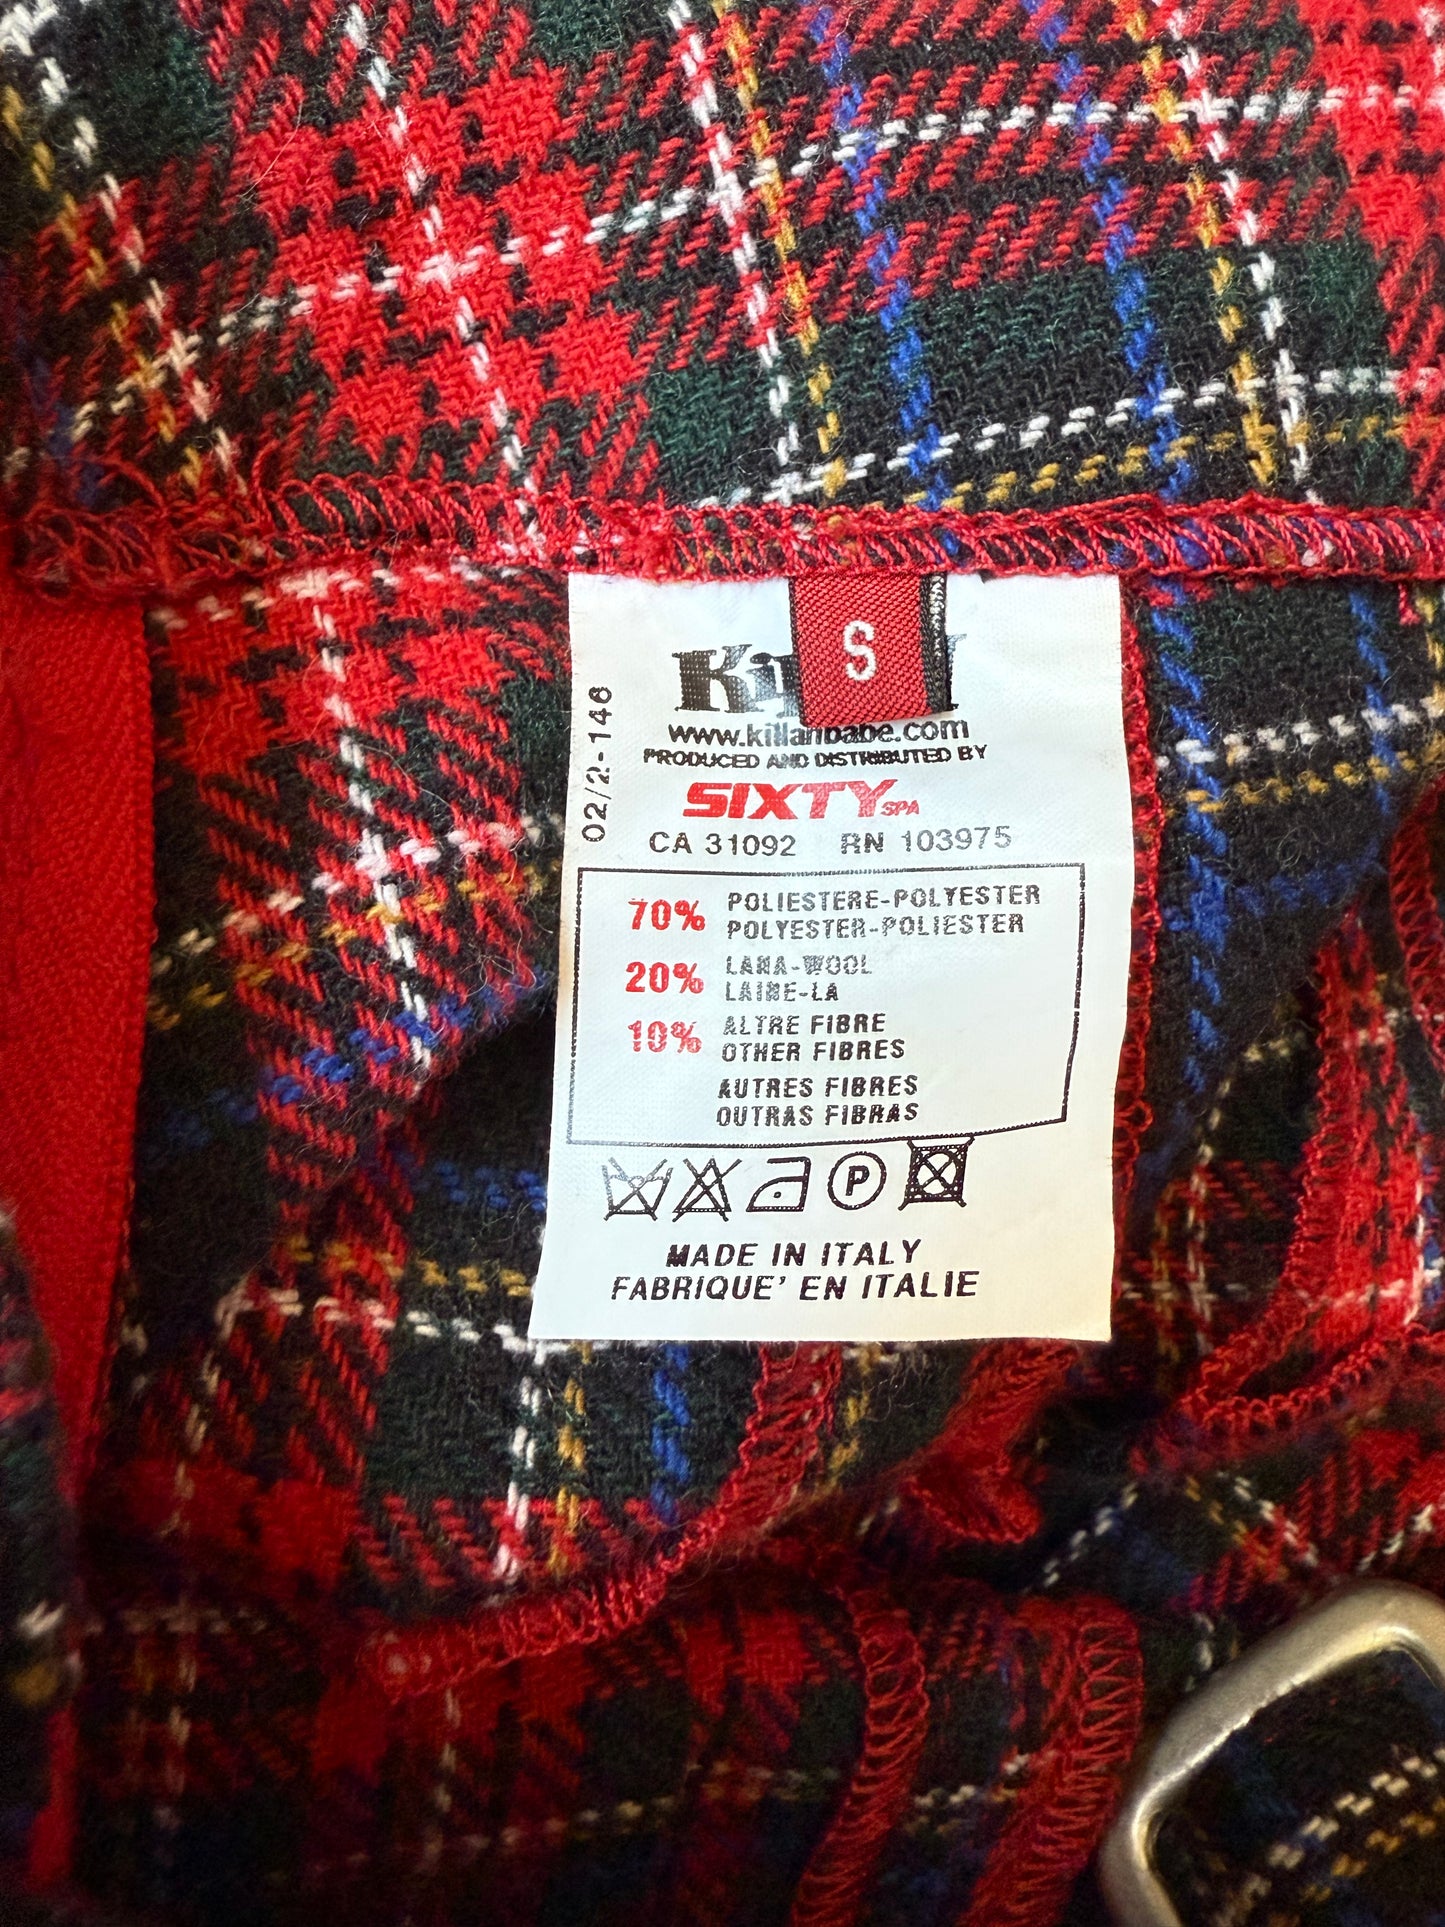 S
www.killahbabe.com
PRODUCED AND DISTRIBUTED BY
SIXTY SPA
CA 31092 RN 103975
02/2-146
70% POLIESTERE-POLYESTER
POLYESTER-POLIESTER
20% LANA-WOOL
LAINE-LA
10% ALTRE FIBRE
OTHER FIBRES
AUTRES FIBRES
OUTRAS FIBRAS
P
MADE IN ITALY
FABRIQUE' EN ITALIE